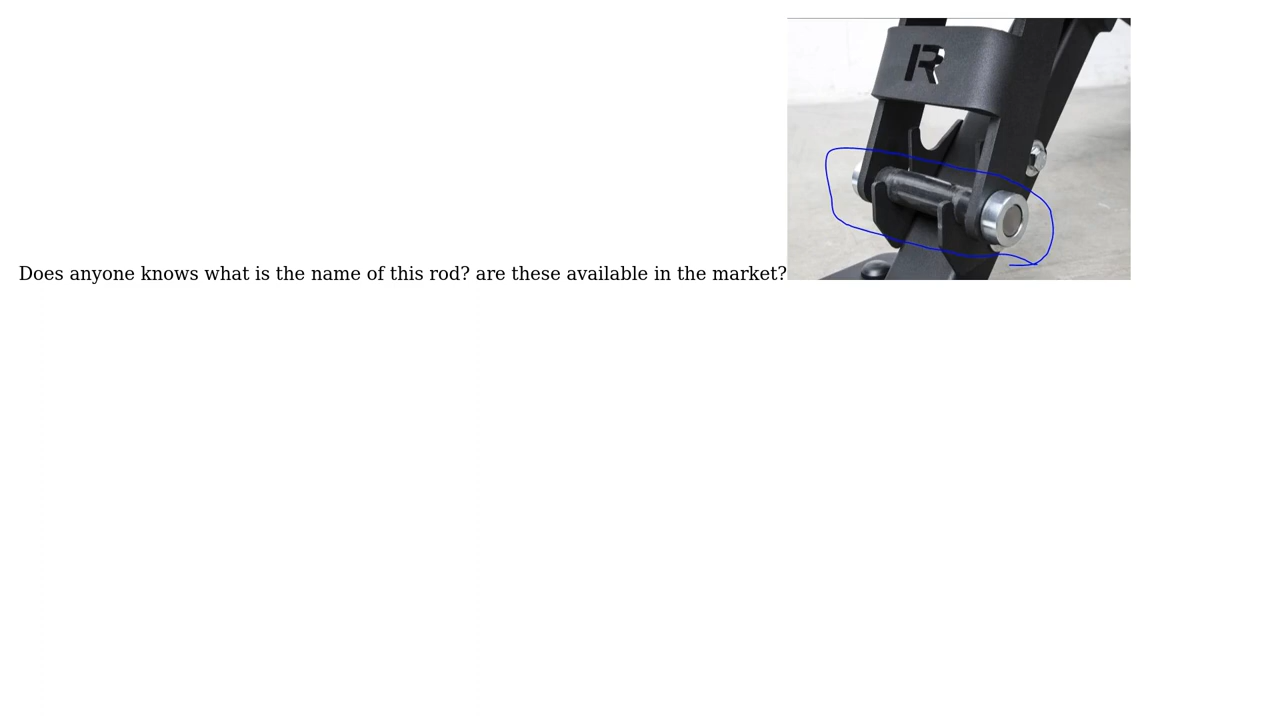 R
Does anyone knows what is the name of this rod? are these available in the market?